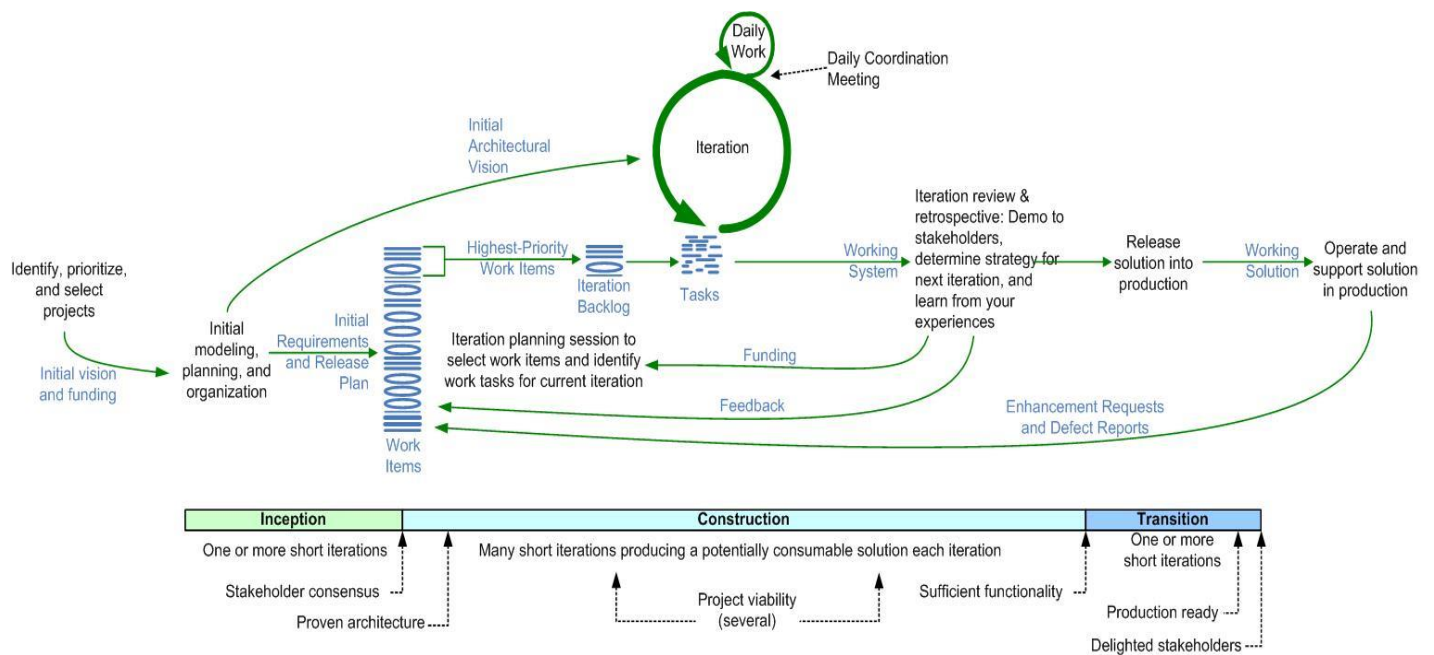 Daily
Work
Daily Coordination
Meeting
Initial
Architectural
Vision
Iteration
Iteration review &
retrospective: Demo to
stakeholders,
determine strategy for
next iteration, and
learn from your
experiences
Highest-Priority
Work Items
Working
System
Release
solution into
production
Working
Solution
Operate and
support solution
in production
Identify, prioritize,
and select
projects
Iteration
Backlog
Tasks
Initial
modeling,
planning, and
organization
Initial
Requirements
and Release
Plan
Iteration planning session to
select work items and identify
work tasks for current iteration
Funding
Initial vision
and funding
Feedback
Enhancement Requests
and Defect Reports
Work
Items
Inception
Construction
Transition
One or more short iterations
Many short iterations producing a potentially consumable solution each iteration
One or more
short iterations
Stakeholder consensus
Project viability
(several)
Sufficient functionality
Proven architecture
Production ready
Delighted stakeholders